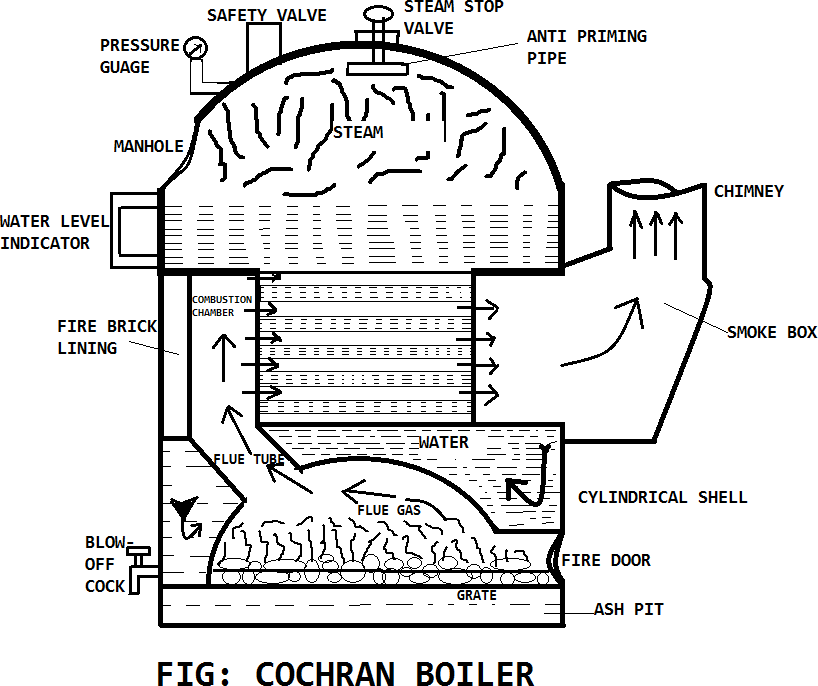 SAFETY VALVE
STEAM STOP
VALVE
PRESSURE
GUAGE
ANTI PRIMING
PIPE
STEAM
MANHOLE
CHIMNEY
WATER LEVEL
INDICATOR
COMBUSTION
CHAMBER
FIRE BRICK
LINING
SMOKE BOX
WATER
FLUE TUBE
CYLINDRICAL SHELL
FLUE GAS
BLOW-
OFF
COCK
FIRE DOOR
GRATE
ASH PIT
FIG: COCHRAN BOILER